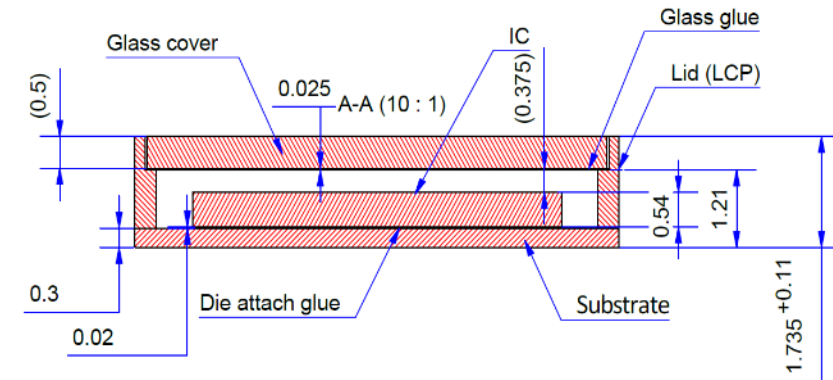 Glass glue
IC
Glass cover
Lid (LCP)
0.025
A-A (10 : 1)
(0.5)
(0.375)
0.54
1.21
0.3
Die attach glue
Substrate
0.02
1.735 +0.11